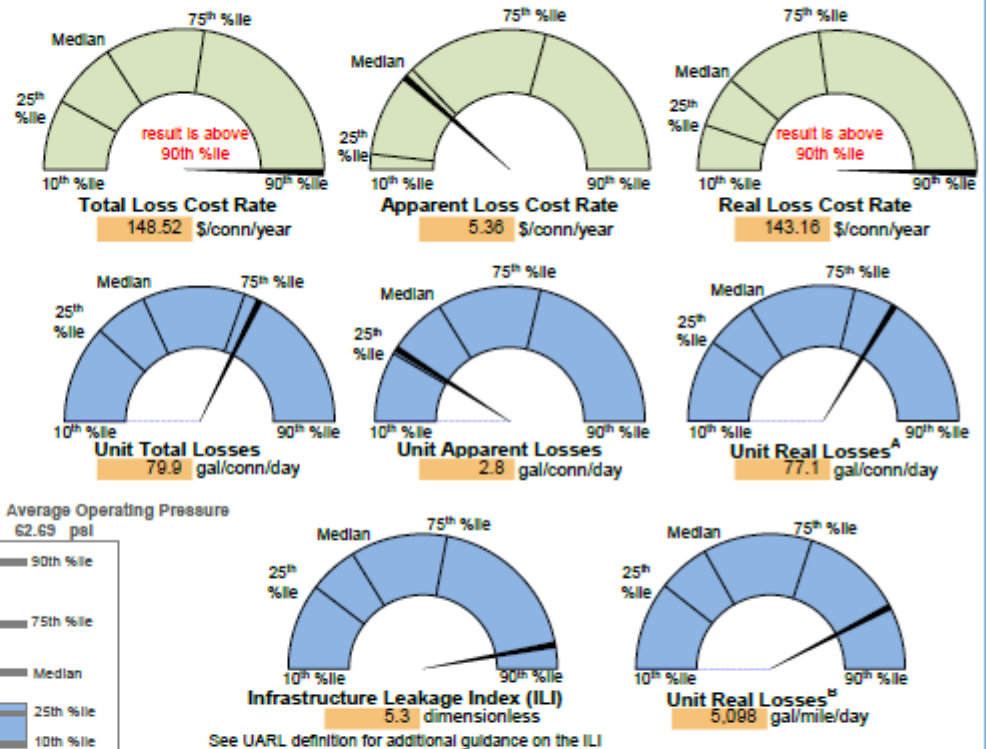 75th %ile
Median
25th %ile
result is above 90th %ile
10th %ile
90th %ile
Total Loss Cost Rate
148.52 $/conn/year
75th %ile
Median
25th %ile
10th %ile
90th %ile
Apparent Loss Cost Rate
5.36 $/conn/year
75th %ile
Median
25th %ile
result is above 90th %ile
10th %ile
90th %ile
Real Loss Cost Rate
143.16 $/conn/year
75th %ile
Median
25th %ile
10th %ile
90th %ile
Unit Total Losses
79.9 gal/conn/day
75th %ile
Median
25th %ile
10th %ile
90th %ile
Unit Apparent Losses
2.8 gal/conn/day
75th %ile
Median
25th %ile
10th %ile
90th %ile
Unit Real Losses^A
77.1 gal/conn/day
Average Operating Pressure
62.69 psi
90th %ile
75th %ile
Median
25th %ile
10th %ile
75th %ile
Median
25th %ile
10th %ile
90th %ile
Infrastructure Leakage Index (ILI)
5.3 dimensionless
See UARL definition for additional guidance on the ILI
75th %ile
Median
25th %ile
10th %ile
90th %ile
Unit Real Losses^B
5,098 gal/mile/day